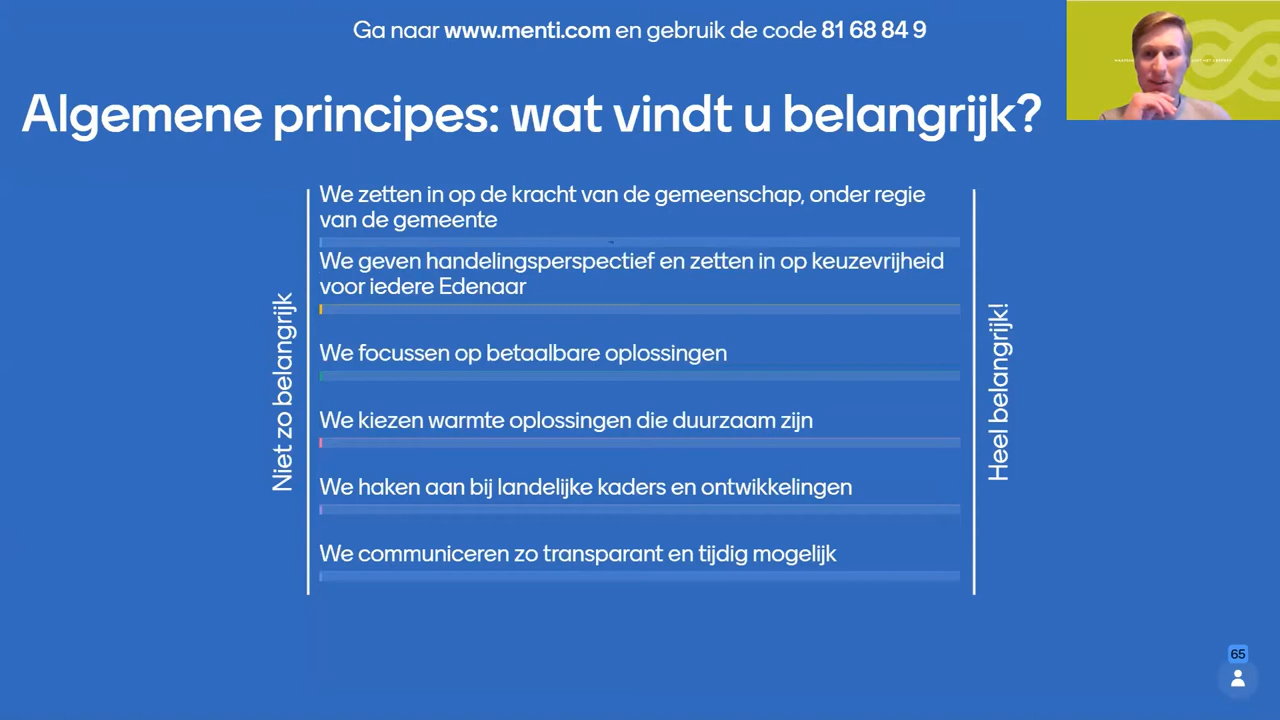 Ga naar www.menti.com en gebruik de code 81 68 84 9
Algemene principes: wat vindt u belangrijk?
We zetten in op de kracht van de gemeenschap, onder regie
van de gemeente
We geven handelingsperspectief en zetten in op keuzevrijheid
voor iedere Edenaar
We focussen op betaalbare oplossingen
We kiezen warmte oplossingen die duurzaam zijn
We haken aan bij landelijke kaders en ontwikkelingen
We communiceren zo transparant en tijdig mogelijk
Niet zo belangrijk
Heel belangrijk!
65